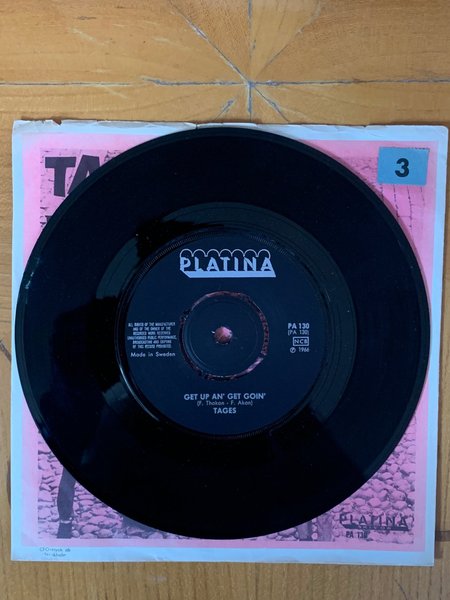 TA
3
PLATINA
ALL RIGHTS OF THE MANUFACTURER
AND OF THE OWNER OF THE
RECORDED WORK RESERVED.
UNAUTHORISED PUBLIC PERFORMANCE,
BROADCASTING AND COPYING
OF THIS RECORD PROHIBITED.
Made in Sweden
PA 130
(PA 130)
NCB
℗ 1966
GET UP AN' GET GOIN'
(F. Thokon - F. Akon)
TAGES
PLATINA
PA 130